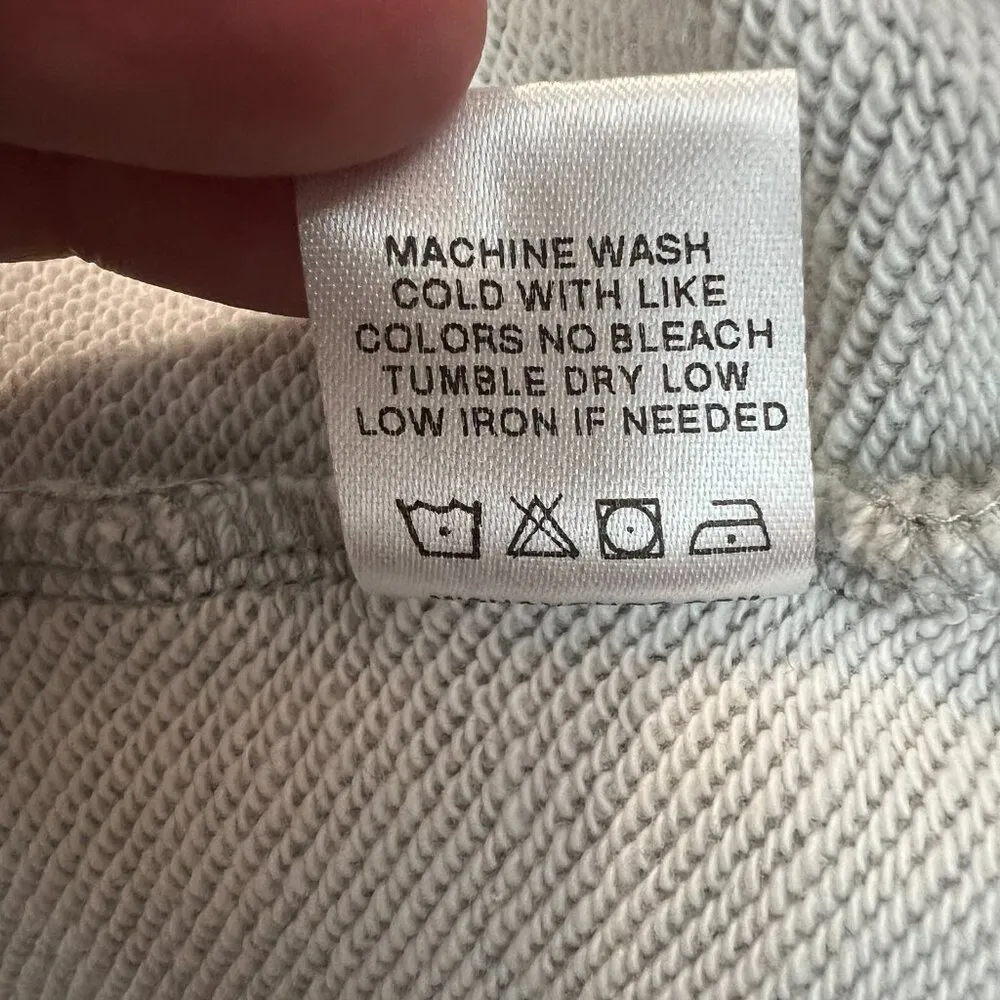 MACHINE WASH
COLD WITH LIKE
COLORS NO BLEACH
TUMBLE DRY LOW
LOW IRON IF NEEDED